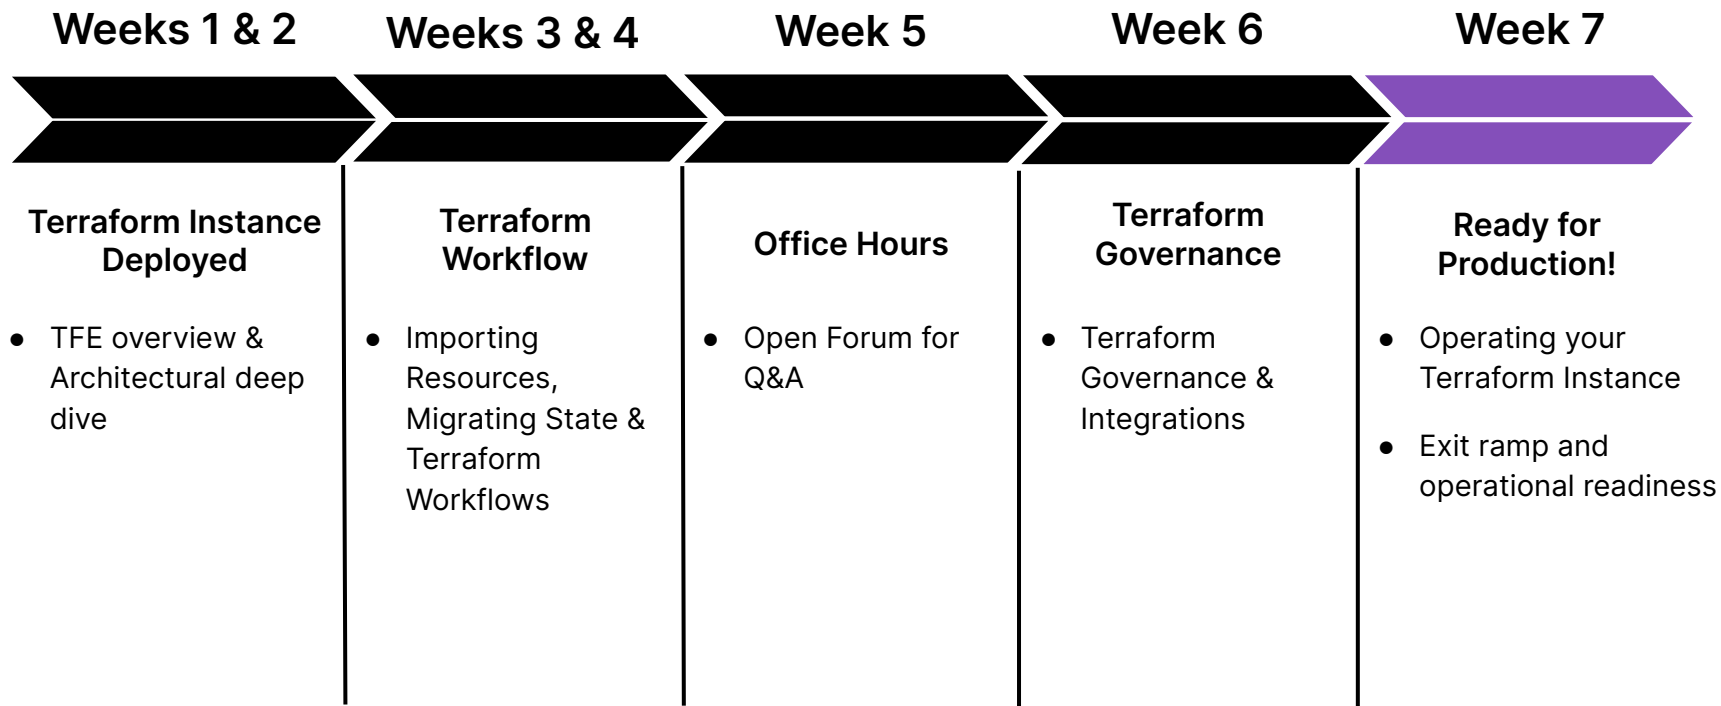 Weeks 1 & 2
Weeks 3 & 4
Week 5
Week 6
Week 7
Terraform Instance
Deployed
● TFE overview &
Architectural deep
dive
Terraform
Workflow
● Importing
Resources,
Migrating State &
Terraform
Workflows
Office Hours
● Open Forum for
Q&A
Terraform
Governance
● Terraform
Governance &
Integrations
Ready for
Production!
● Operating your
Terraform Instance
● Exit ramp and
operational readiness